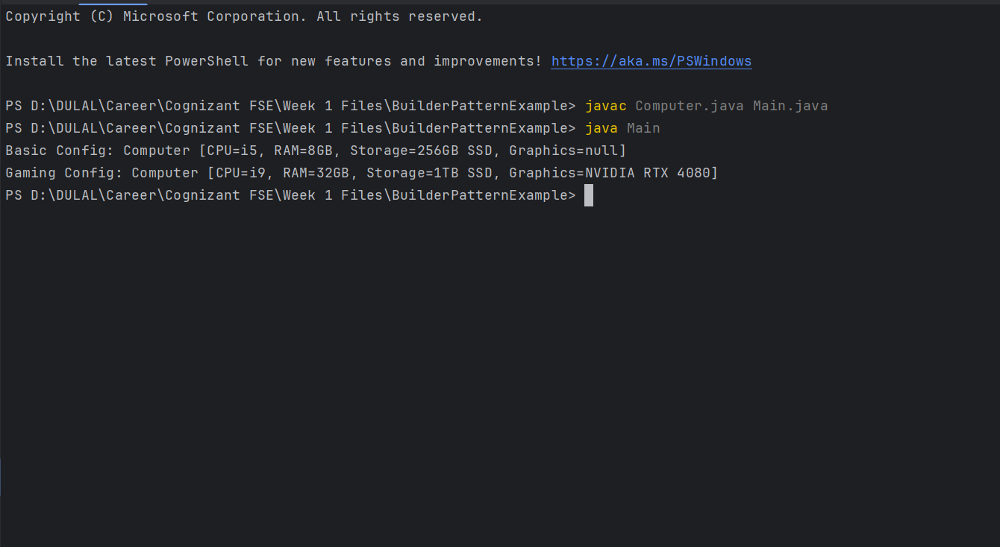 Copyright (C) Microsoft Corporation. All rights reserved.
Install the latest PowerShell for new features and improvements! https://aka.ms/PSWindows
PS D:\DULAL\Career\Cognizant FSE\Week 1 Files\BuilderPatternExample> javac Computer.java Main.java
PS D:\DULAL\Career\Cognizant FSE\Week 1 Files\BuilderPatternExample> java Main
Basic Config: Computer [CPU=i5, RAM=8GB, Storage=256GB SSD, Graphics=null]
Gaming Config: Computer [CPU=i9, RAM=32GB, Storage=1TB SSD, Graphics=NVIDIA RTX 4080]
PS D:\DULAL\Career\Cognizant FSE\Week 1 Files\BuilderPatternExample>